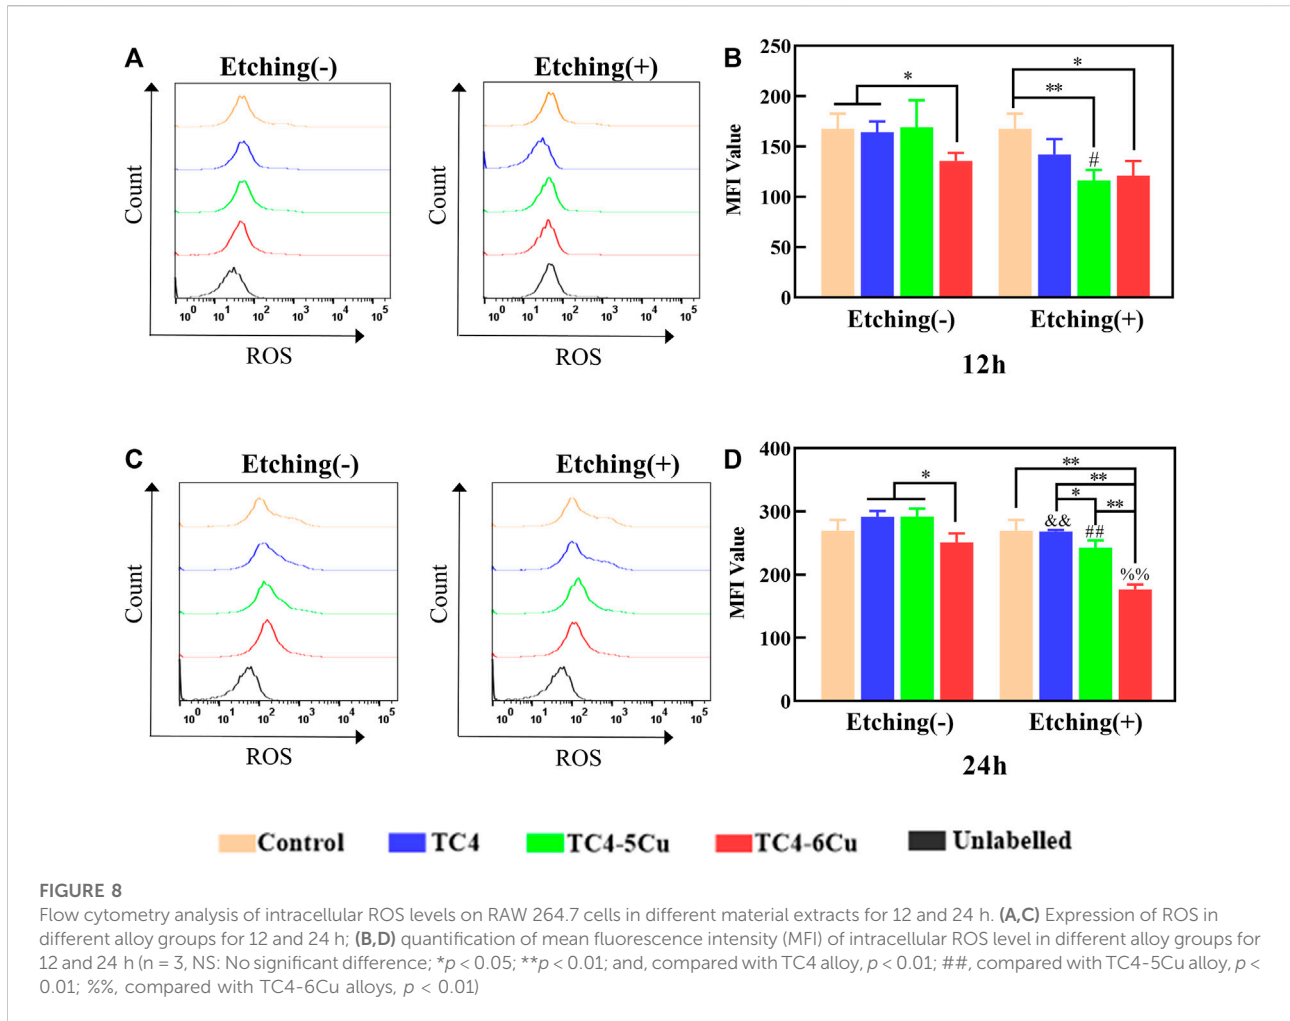 A
Etching(-)
Etching(+)
Count
Count
10⁰ 10¹ 10² 10³ 10⁴ 10⁵
10⁰ 10¹ 10² 10³ 10⁴ 10⁵
ROS
ROS
B
MFI Value
250
200
150
100
50
0
*
*
**
#
Etching(-)
Etching(+)
12h
C
Etching(-)
Etching(+)
Count
Count
10⁰ 10¹ 10² 10³ 10⁴ 10⁵
10⁰ 10¹ 10² 10³ 10⁴ 10⁵
ROS
ROS
D
MFI Value
400
300
200
100
0
*
**
**
*
**
&&
##
%%
Etching(-)
Etching(+)
24h
Control TC4 TC4-5Cu TC4-6Cu Unlabelled
FIGURE 8
Flow cytometry analysis of intracellular ROS levels on RAW 264.7 cells in different material extracts for 12 and 24 h. (A,C) Expression of ROS in
different alloy groups for 12 and 24 h; (B,D) quantification of mean fluorescence intensity (MFI) of intracellular ROS level in different alloy groups for
12 and 24 h (n = 3, NS: No significant difference; *p < 0.05; **p < 0.01; and, compared with TC4 alloy, p < 0.01; ##, compared with TC4-5Cu alloy, p <
0.01; %%, compared with TC4-6Cu alloys, p < 0.01)